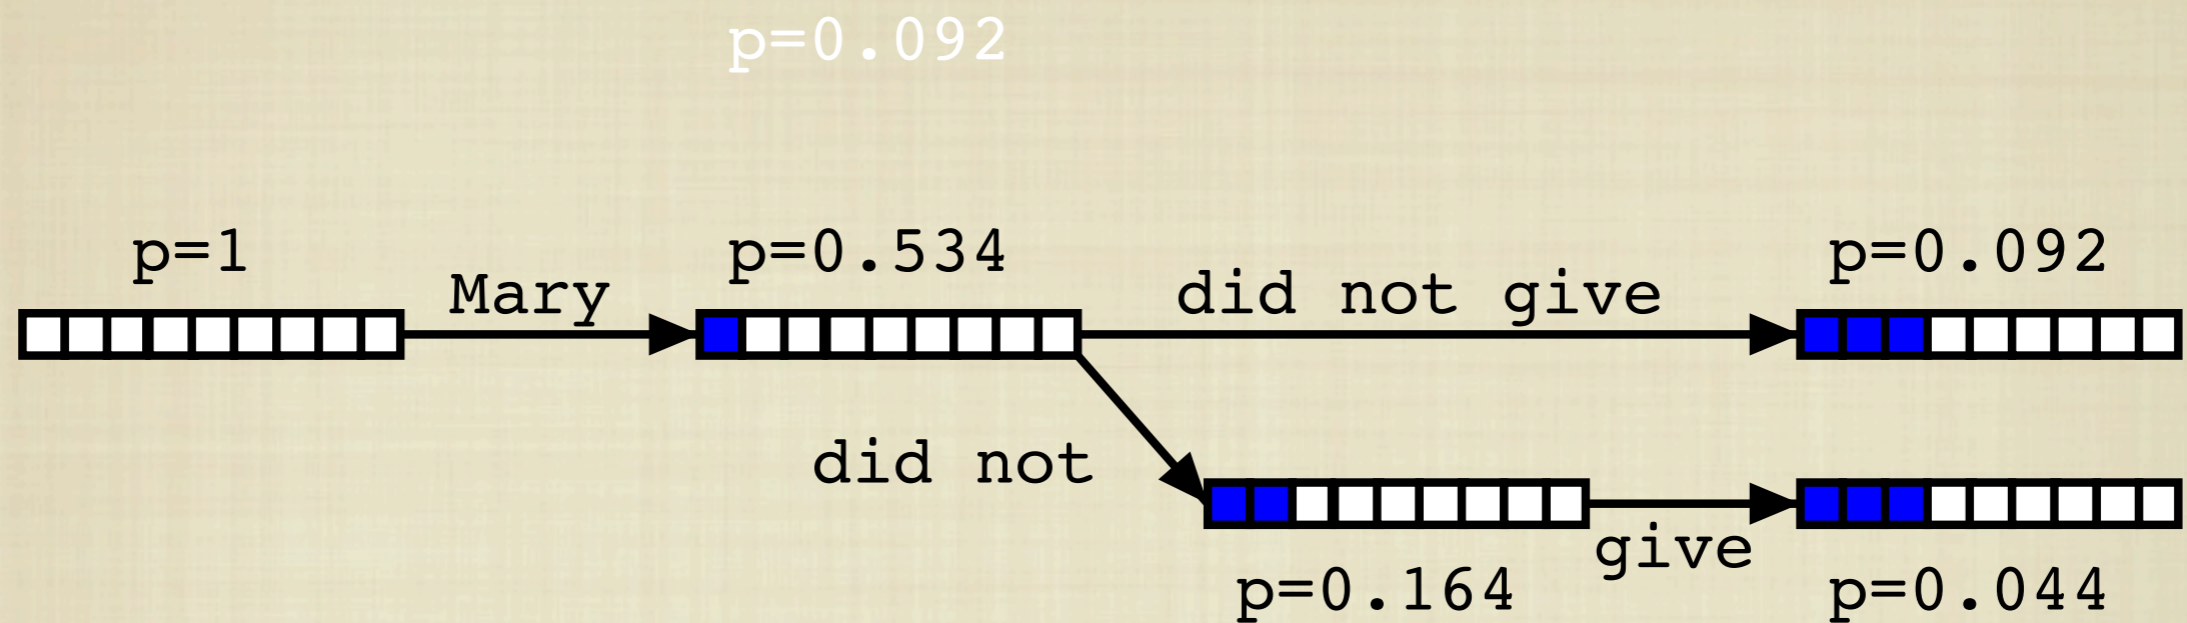 p=0.092
p=1
Mary
p=0.534
did not give
p=0.092
did not
p=0.164
give
p=0.044